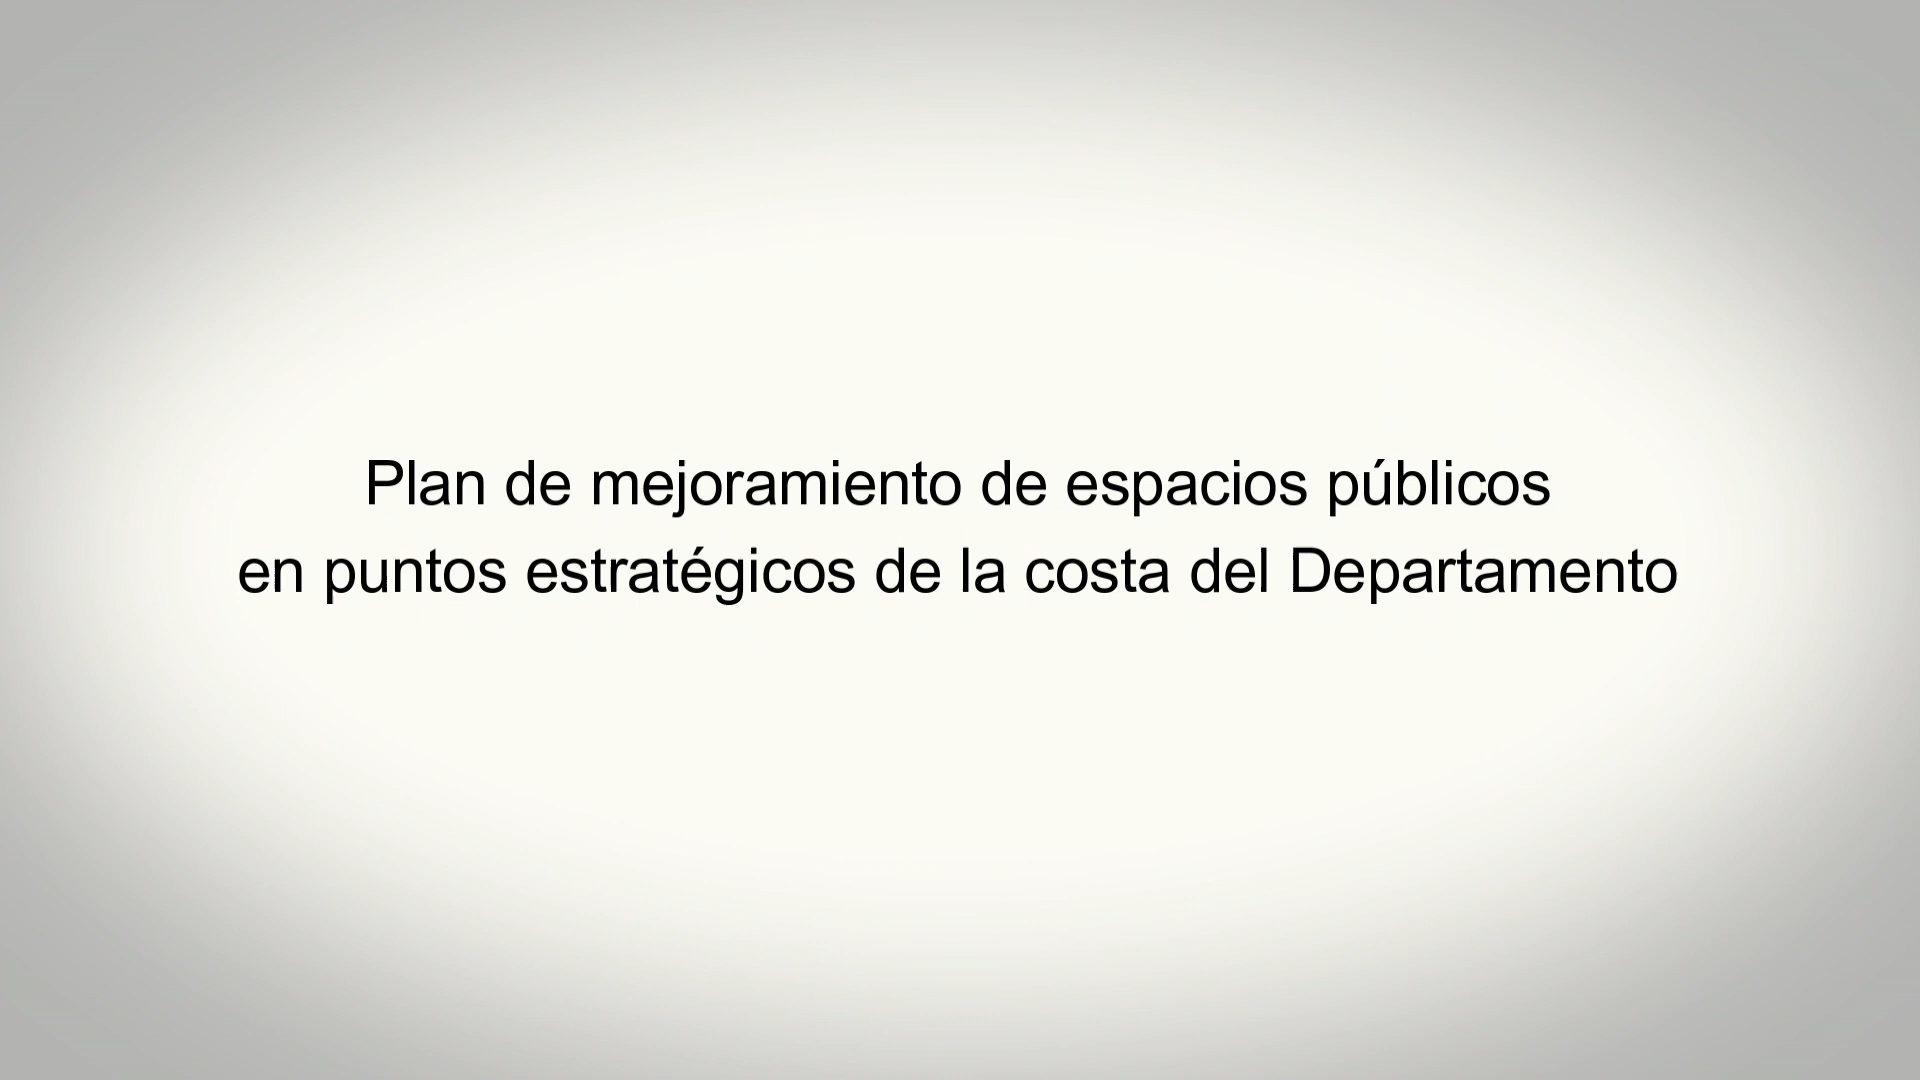 Plan de mejoramiento de espacios públicos
en puntos estratégicos de la costa del Departamento